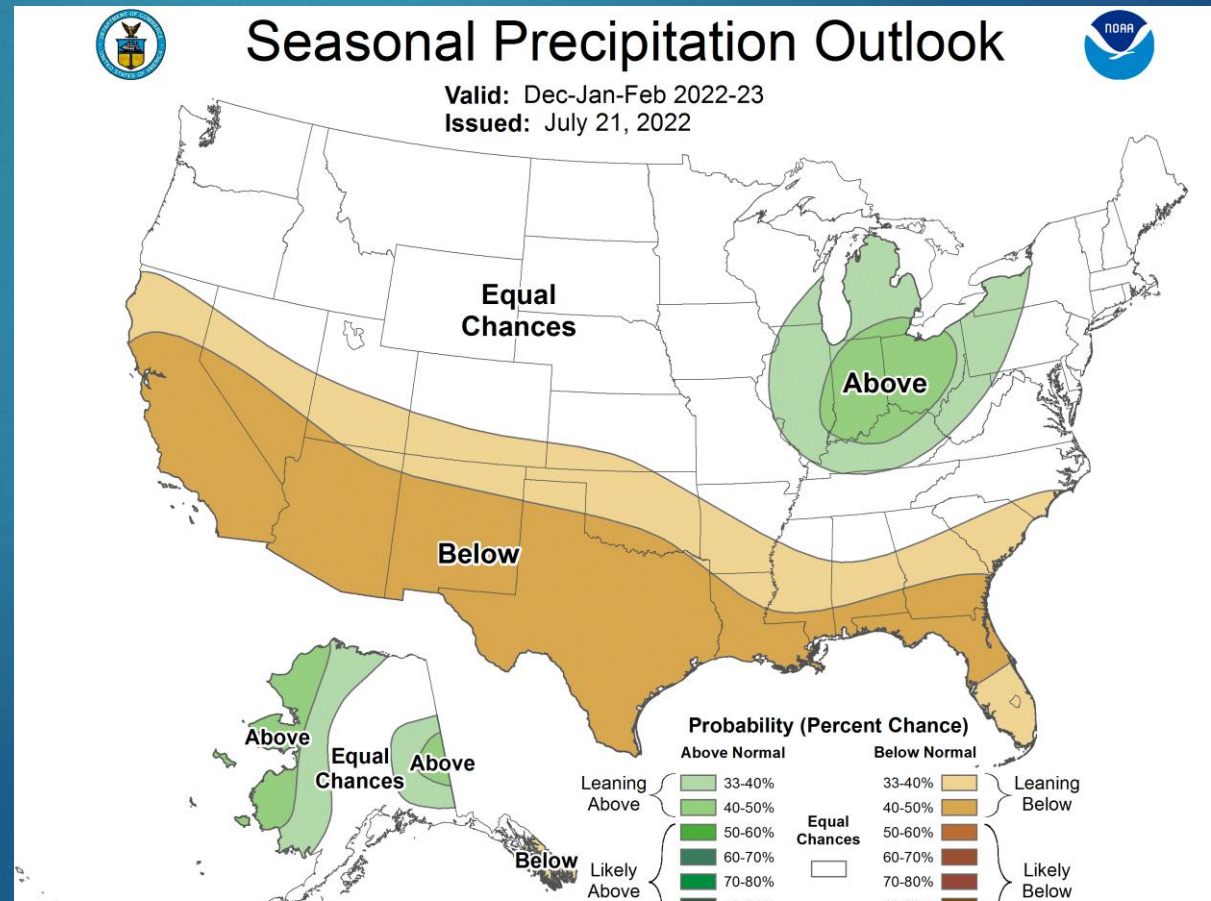 Seasonal Precipitation Outlook
NOAA
Valid: Dec-Jan-Feb 2022-23
Issued: July 21, 2022
Equal
Chances
Above
Below
Above
Equal
Chances
Above
Below
Probability (Percent Chance)
Above Normal
Below Normal
Leaning
Above
33-40%
40-50%
50-60%
60-70%
70-80%
Likely
Above
Equal
Chances
33-40%
40-50%
50-60%
60-70%
70-80%
Leaning
Below
Likely
Below